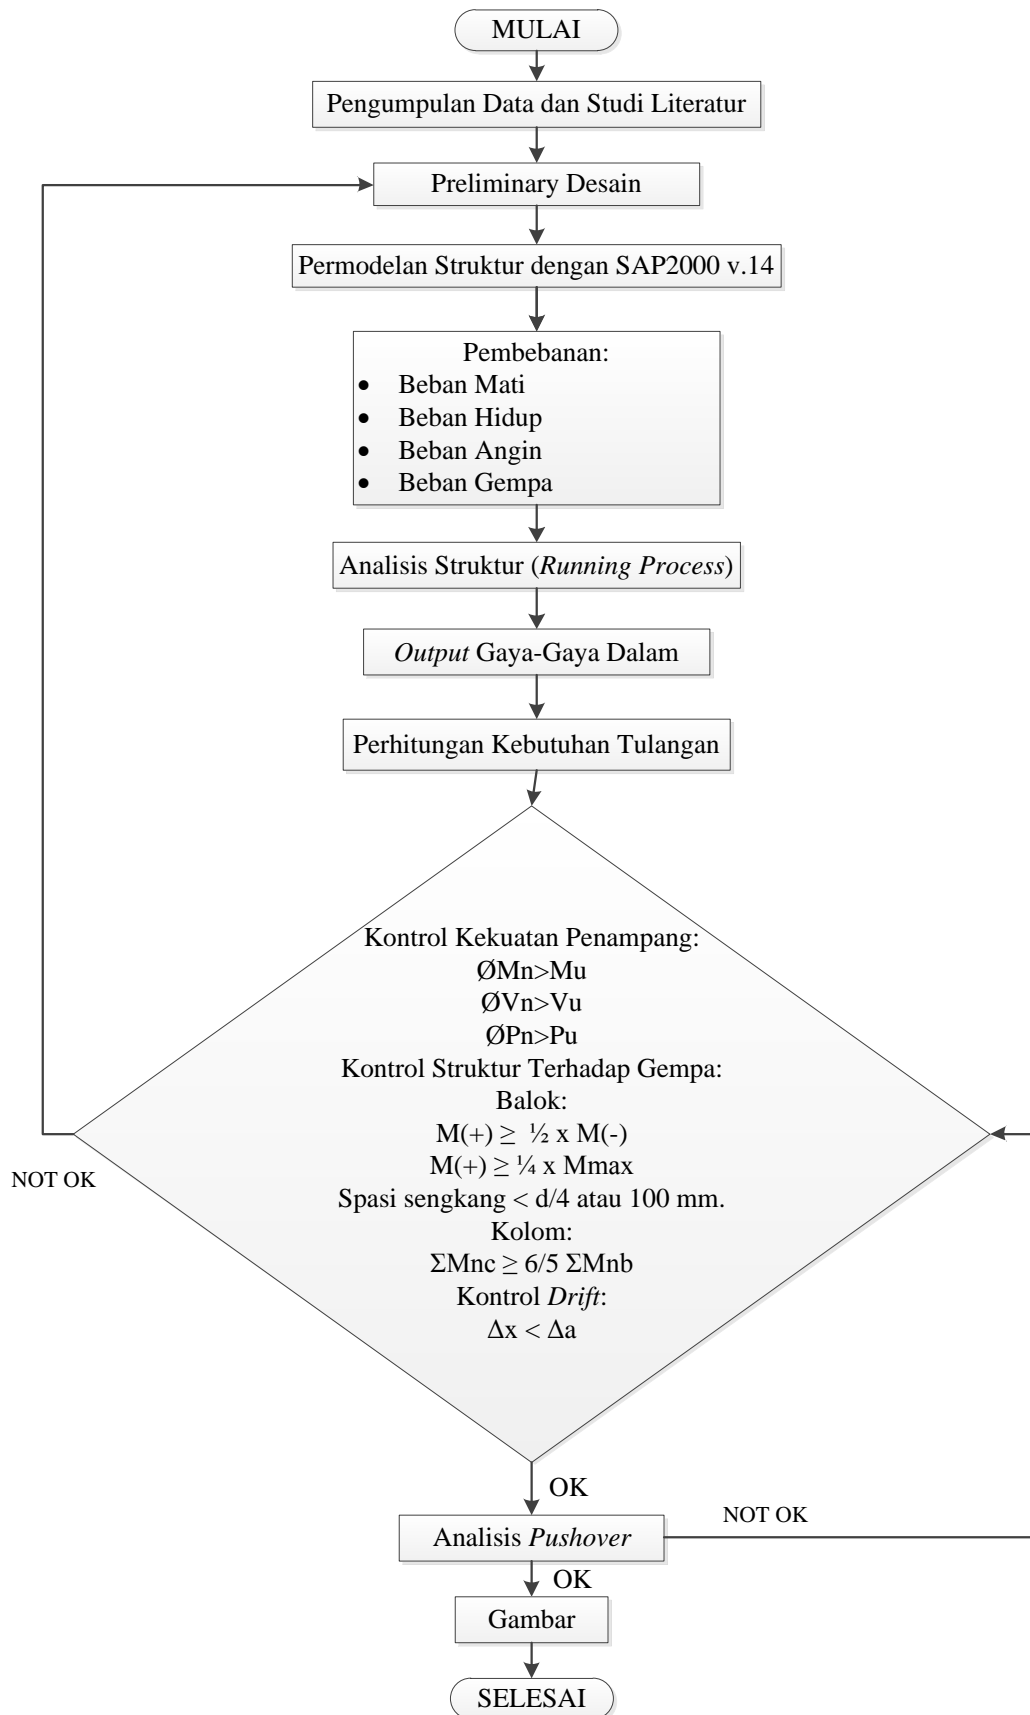 MULAI
Pengumpulan Data dan Studi Literatur
Preliminary Desain
Permodelan Struktur dengan SAP2000 v.14
Pembebanan:
• Beban Mati
• Beban Hidup
• Beban Angin
• Beban Gempa
Analisis Struktur (Running Process)
Output Gaya-Gaya Dalam
Perhitungan Kebutuhan Tulangan
Kontrol Kekuatan Penampang:
ØMn>Mu
ØVn>Vu
ØPn>Pu
Kontrol Struktur Terhadap Gempa:
Balok:
M(+) ≥ ½ x M(-)
M(+) ≥ ¼ x Mmax
Spasi sengkang < d/4 atau 100 mm.
Kolom:
ΣMnc ≥ 6/5 ΣMnb
Kontrol Drift:
Δx < Δa
NOT OK
OK
Analisis Pushover
NOT OK
OK
Gambar
SELESAI